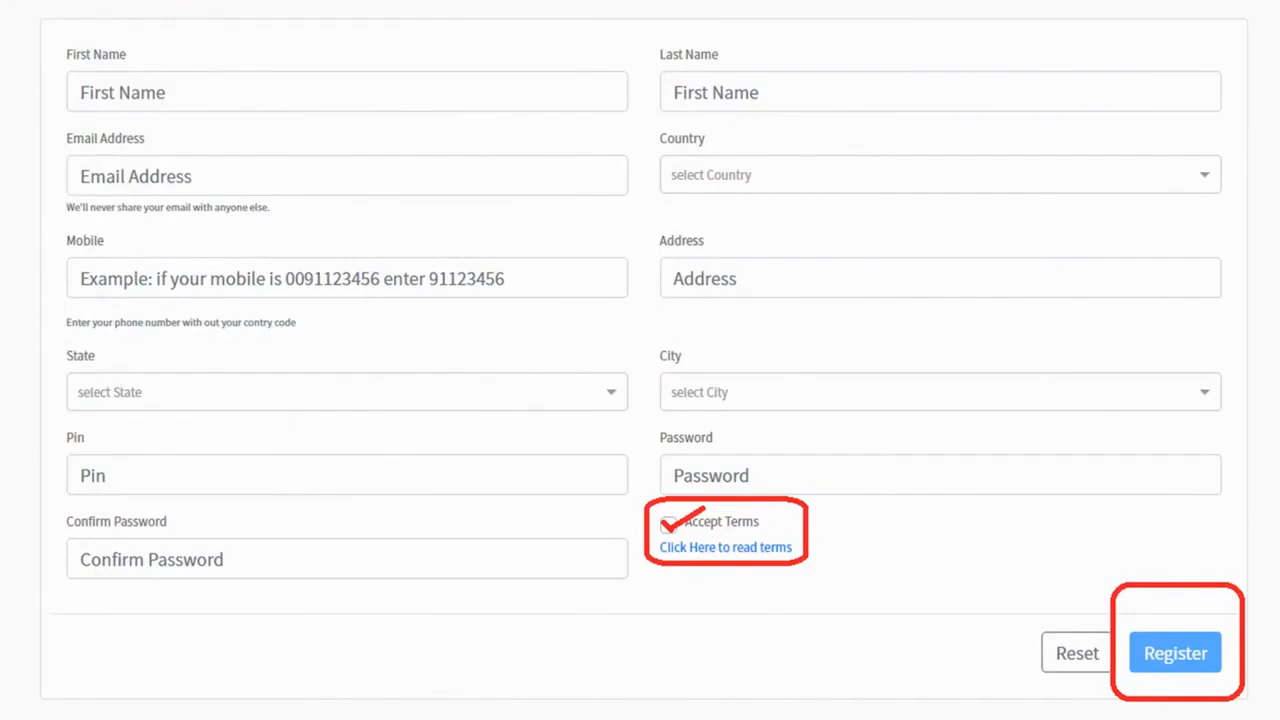 First Name
Last Name
First Name
First Name
Email Address
Country
Email Address
select Country
We'll never share your email with anyone else.
Mobile
Address
Example: if your mobile is 0091123456 enter 91123456
Address
Enter your phone number with out your contry code
State
City
select State
select City
Pin
Password
Pin
Password
Confirm Password
Accept Terms
Click Here to read terms
Confirm Password
Reset
Register